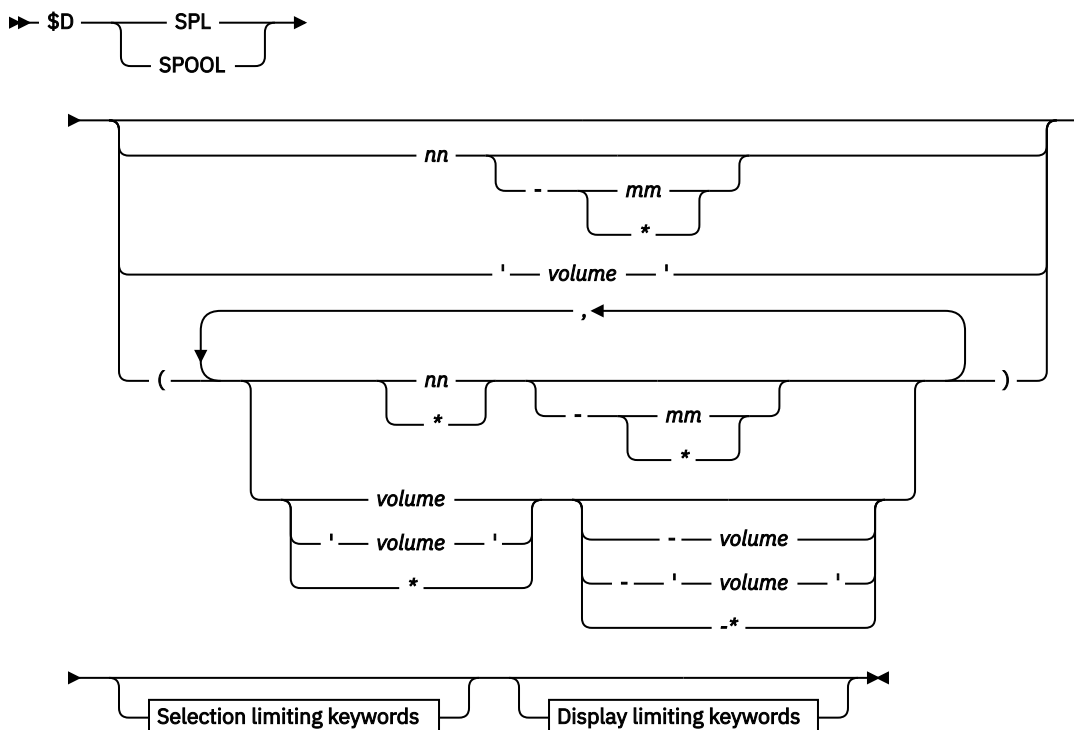 $D SPL
SPOOL
nn
- mm
*
' volume '
,
( nn )
* - mm
*
volume
' volume ' - volume
* - ' volume '
-*
Selection limiting keywords Display limiting keywords